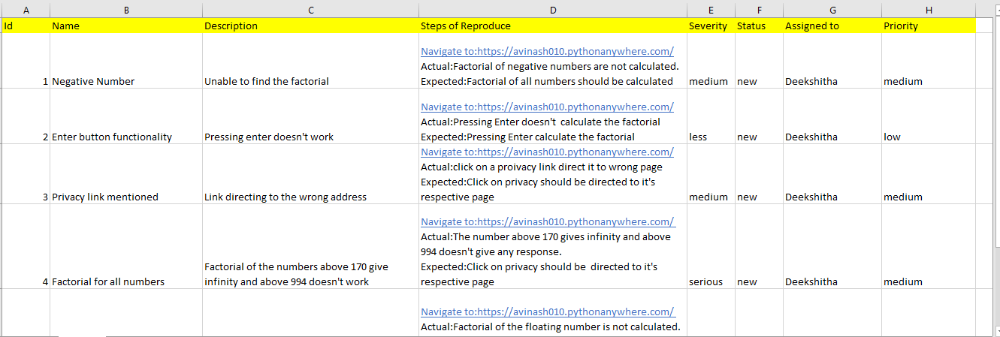 A B C D E F G H
Id Name Description Steps of Reproduce Severity Status Assigned to Priority
Navigate to:https://avinash010.pythonanywhere.com/
Actual:Factorial of negative numbers are not calculated.
1 Negative Number Unable to find the factorial Expected:Factorial of all numbers should be calculated medium new Deekshitha medium
Navigate to:https://avinash010.pythonanywhere.com/
Actual:Pressing Enter doesn't calculate the factorial
2 Enter button functionality Pressing enter doesn't work Expected:Pressing Enter calculate the factorial less new Deekshitha low
Navigate to:https://avinash010.pythonanywhere.com/
Actual:click on a proivacy link direct it to wrong page
Expected:Click on privacy should be directed to it's
3 Privacy link mentioned Link directing to the wrong address respective page medium new Deekshitha medium
Navigate to:https://avinash010.pythonanywhere.com/
Actual:The number above 170 gives infinity and above
994 doesn't give any response.
Factorial of the numbers above 170 give Expected:Click on privacy should be directed to it's
4 Factorial for all numbers infinity and above 994 doesn't work respective page serious new Deekshitha medium
Navigate to:https://avinash010.pythonanywhere.com/
Actual:Factorial of the floating number is not calculated.